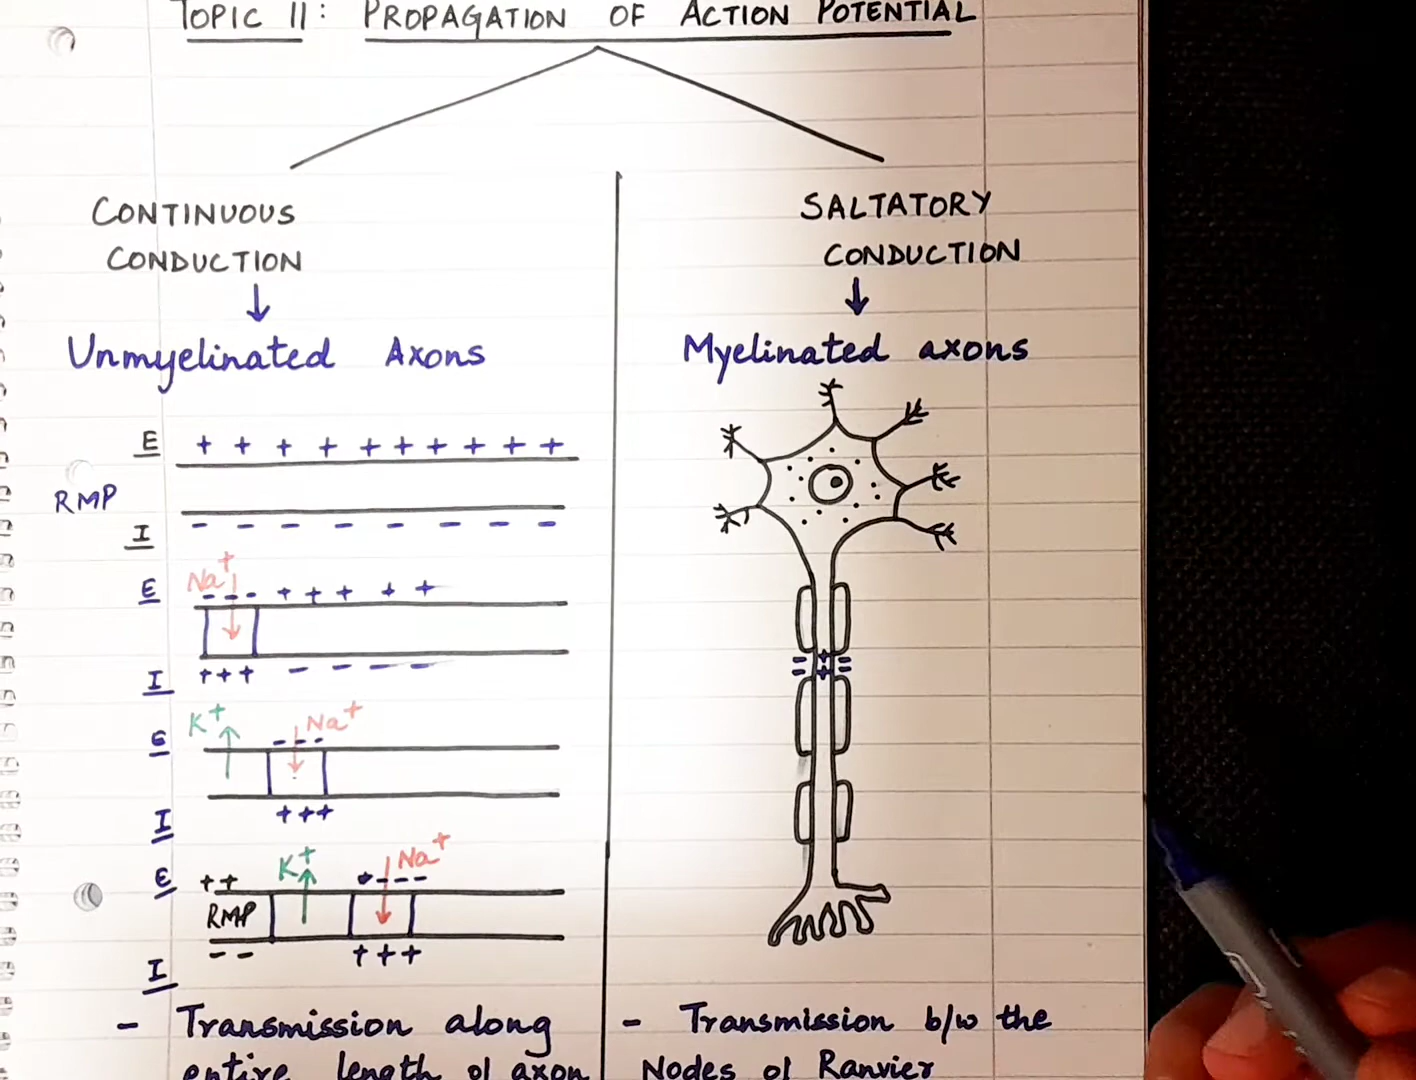 TOPIC 11: PROPAGATION OF ACTION POTENTIAL
CONTINUOUS
CONDUCTION
Unmyelinated Axons
E + + + + + + + + + +
RMP
I - - - - - - - -
Na+
E - - - + + + + +
I + + + - - - -
K+ Na+
E - - -
I + + +
K+ Na+
E + + - - -
RMP
I - - + + +
- Transmission along
entire length of axon
SALTATORY
CONDUCTION
Myelinated axons
- Transmission b/w the
Nodes of Ranvier